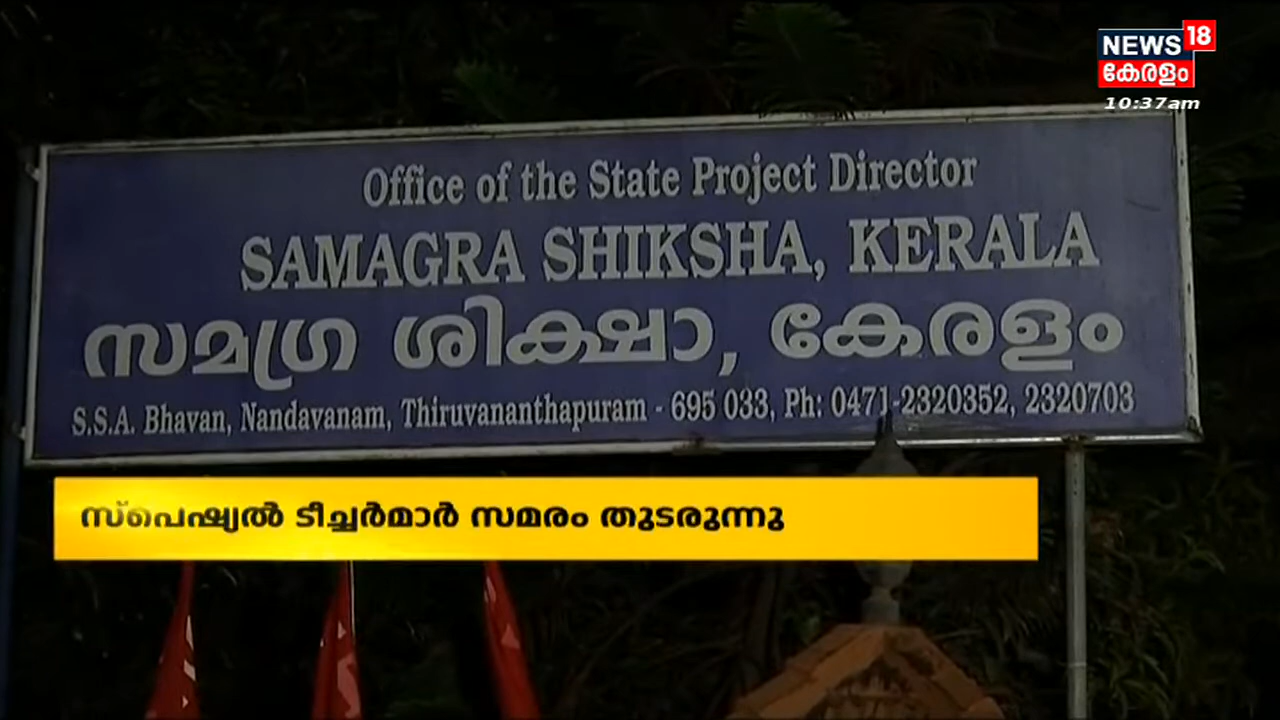 NEWS 18
കേരളം
10:37am
Office of the State Project Director
SAMAGRA SHIKSHA, KERALA
സമഗ്ര ശിക്ഷാ, കേരളം
S.S.A. Bhavan, Nandavanam, Thiruvananthapuram - 695 033, Ph: 0471-2320352, 2320703
സ്പെഷ്യൽ ടീച്ചർമാർ സമരം തുടരുന്നു